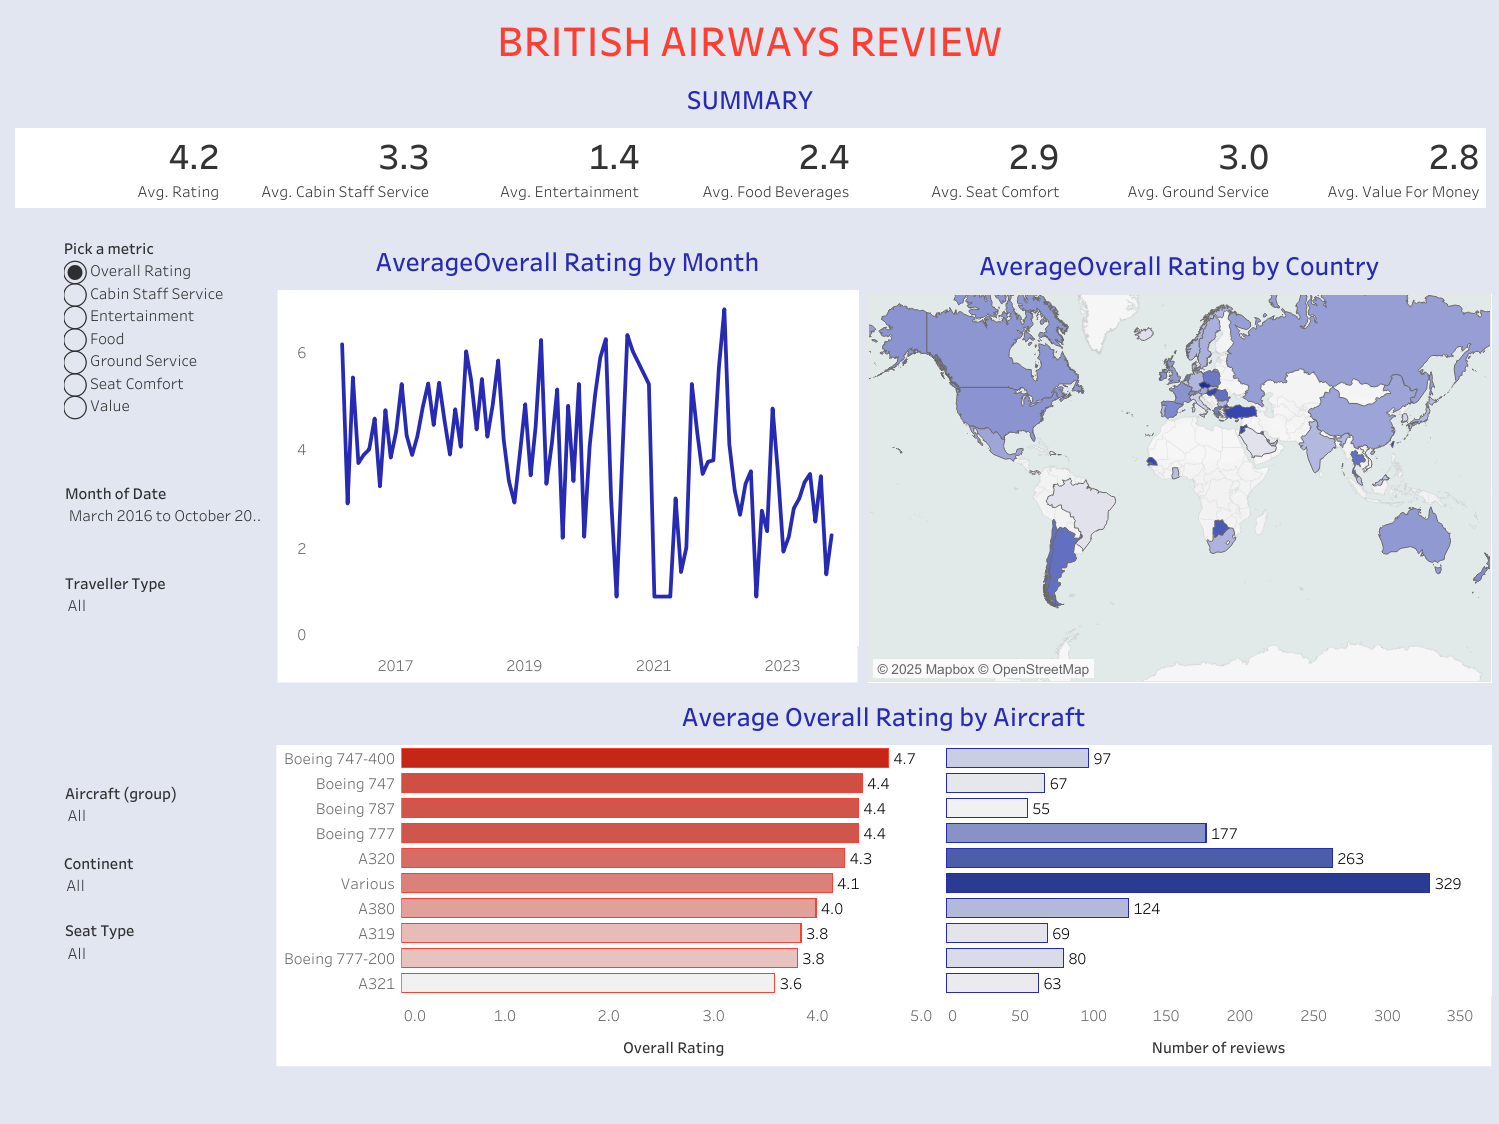 BRITISH AIRWAYS REVIEW
SUMMARY
4.2 3.3 1.4 2.4 2.9 3.0 2.8
Avg. Rating Avg. Cabin Staff Service Avg. Entertainment Avg. Food Beverages Avg. Seat Comfort Avg. Ground Service Avg. Value For Money
Pick a metric
Overall Rating
Cabin Staff Service
Entertainment
Food
Ground Service
Seat Comfort
Value
Month of Date
March 2016 to October 20..
Traveller Type
All
AverageOverall Rating by Month
6
4
2
0
2017 2019 2021 2023
AverageOverall Rating by Country
© 2025 Mapbox © OpenStreetMap
Average Overall Rating by Aircraft
Aircraft (group)
All
Continent
All
Seat Type
All
Boeing 747-400 4.7 97
Boeing 747 4.4 67
Boeing 787 4.4 55
Boeing 777 4.4 177
A320 4.3 263
Various 4.1 329
A380 4.0 124
A319 3.8 69
Boeing 777-200 3.8 80
A321 3.6 63
0.0 1.0 2.0 3.0 4.0 5.0 0 50 100 150 200 250 300 350
Overall Rating Number of reviews